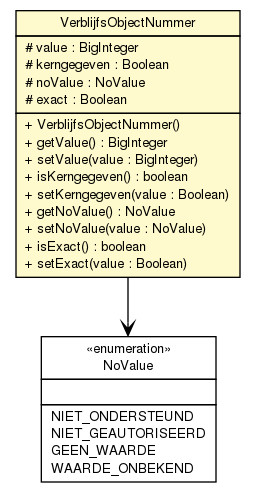 VerblijfsObjectNummer
# value : BigInteger
# kerngegeven : Boolean
# noValue : NoValue
# exact : Boolean
+ VerblijfsObjectNummer()
+ getValue() : BigInteger
+ setValue(value : BigInteger)
+ isKerngegeven() : boolean
+ setKerngegeven(value : Boolean)
+ getNoValue() : NoValue
+ setNoValue(value : NoValue)
+ isExact() : boolean
+ setExact(value : Boolean)
«enumeration»
NoValue
NIET_ONDERSTEUND
NIET_GEAUTORISEERD
GEEN_WAARDE
WAARDE_ONBEKEND